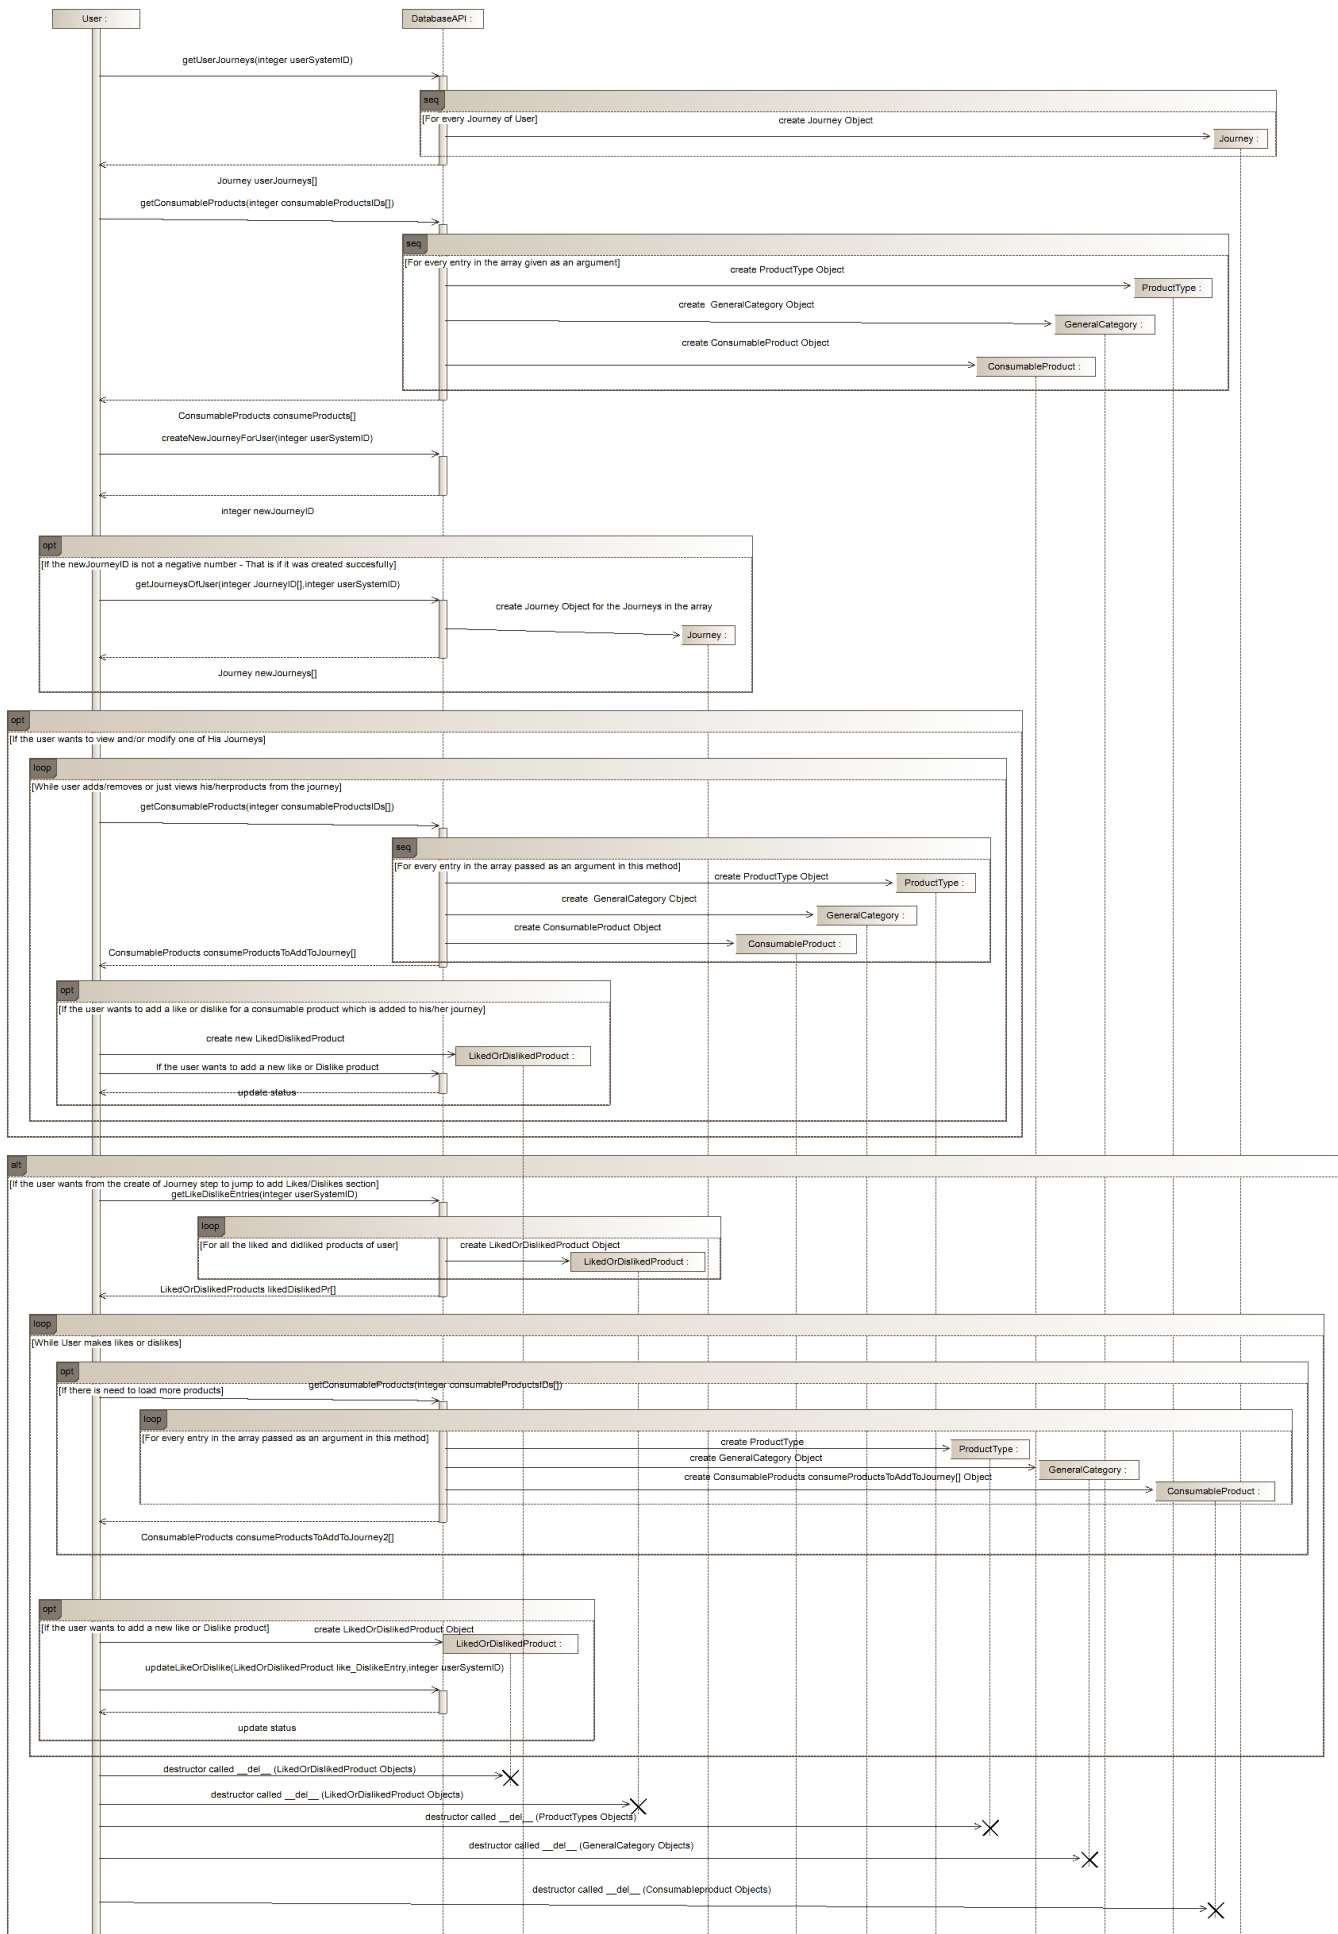 User :
DatabaseAPI :
getUserJourneys(integer userSystemID)
seq
[For every Journey of User]
create Journey Object
Journey :
Journey userJourneys[]
getConsumableProducts(integer consumableProductsIDs[])
seq
[For every entry in the array given as an argument]
create ProductType Object
ProductType :
create GeneralCategory Object
GeneralCategory :
create ConsumableProduct Object
ConsumableProduct :
ConsumableProducts consumeProducts[]
createNewJourneyForUser(integer userSystemID)
integer newJourneyID
opt
[If the newJourneyID is not a negative number - That is if it was created succesfully]
getJourneysOfUser(integer JourneyID[],integer userSystemID)
create Journey Object for the Journeys in the array
Journey :
Journey newJourneys[]
opt
[If the user wants to view and/or modify one of His Journeys]
loop
[While user adds/removes or just views his/herproducts from the journey]
getConsumableProducts(integer consumableProductsIDs[])
seq
[For every entry in the array passed as an argument in this method]
create ProductType Object
ProductType :
create GeneralCategory Object
GeneralCategory :
create ConsumableProduct Object
ConsumableProduct :
ConsumableProducts consumeProductsToAddToJourney[]
opt
[If the user wants to add a like or dislike for a consumable product which is added to his/her journey]
create new LikedDislikedProduct
LikedOrDislikedProduct :
If the user wants to add a new like or Dislike product
update status
alt
[If the user wants from the create of Journey step to jump to add Likes/Dislikes section]
getLikeDislikeEntries(integer userSystemID)
loop
[For all the liked and didliked products of user]
create LikedOrDislikedProduct Object
LikedOrDislikedProduct :
LikedOrDislikedProducts likedDislikedPr[]
loop
[While User makes likes or dislikes]
opt
[If there is need to load more products]
getConsumableProducts(integer consumableProductsIDs[])
loop
[For every entry in the array passed as an argument in this method]
create ProductType
ProductType :
create GeneralCategory Object
GeneralCategory :
create ConsumableProducts consumeProductsToAddToJourney[] Object
ConsumableProduct :
ConsumableProducts consumeProductsToAddToJourney2[]
opt
[If the user wants to add a new like or Dislike product]
create LikedOrDislikedProduct Object
LikedOrDislikedProduct :
updateLikeOrDislike(LikedOrDislikedProduct like_DislikeEntry,integer userSystemID)
update status
destructor called __del__ (LikedOrDislikedProduct Objects)
destructor called __del__ (LikedOrDislikedProduct Objects)
destructor called __del__ (ProductTypes Objects)
destructor called __del__ (GeneralCategory Objects)
destructor called __del__ (Consumableproduct Objects)